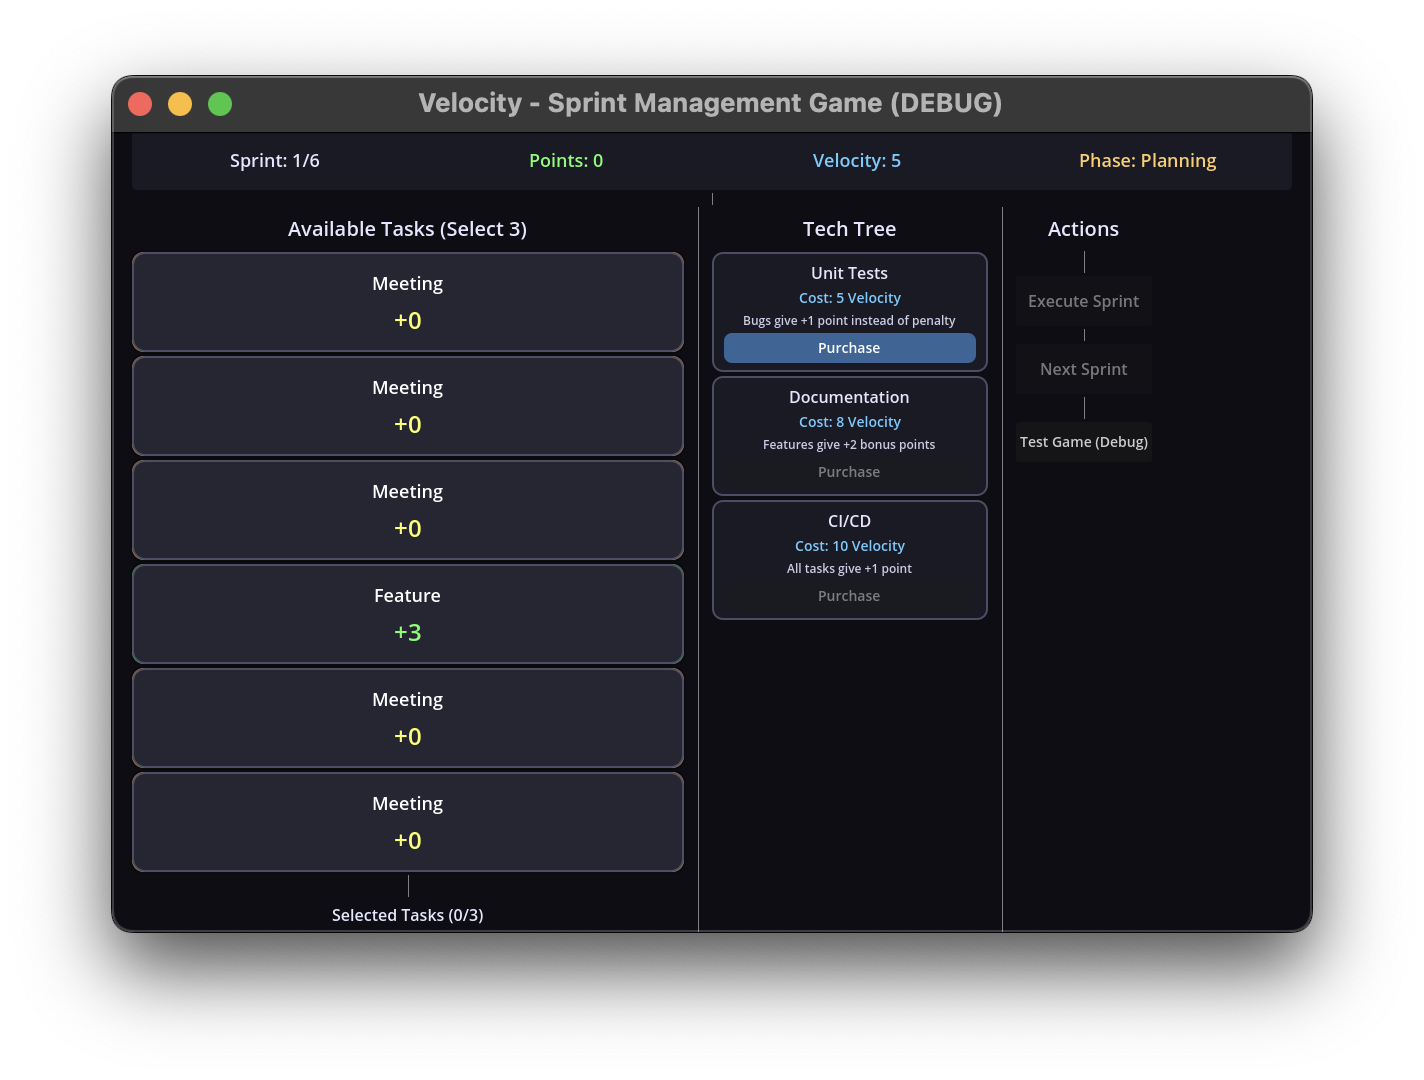 Velocity - Sprint Management Game (DEBUG)
Sprint: 1/6
Points: 0
Velocity: 5
Phase: Planning
Available Tasks (Select 3)
Meeting
+0
Meeting
+0
Meeting
+0
Feature
+3
Meeting
+0
Meeting
+0
Selected Tasks (0/3)
Tech Tree
Unit Tests
Cost: 5 Velocity
Bugs give +1 point instead of penalty
Purchase
Documentation
Cost: 8 Velocity
Features give +2 bonus points
Purchase
CI/CD
Cost: 10 Velocity
All tasks give +1 point
Purchase
Actions
Execute Sprint
Next Sprint
Test Game (Debug)